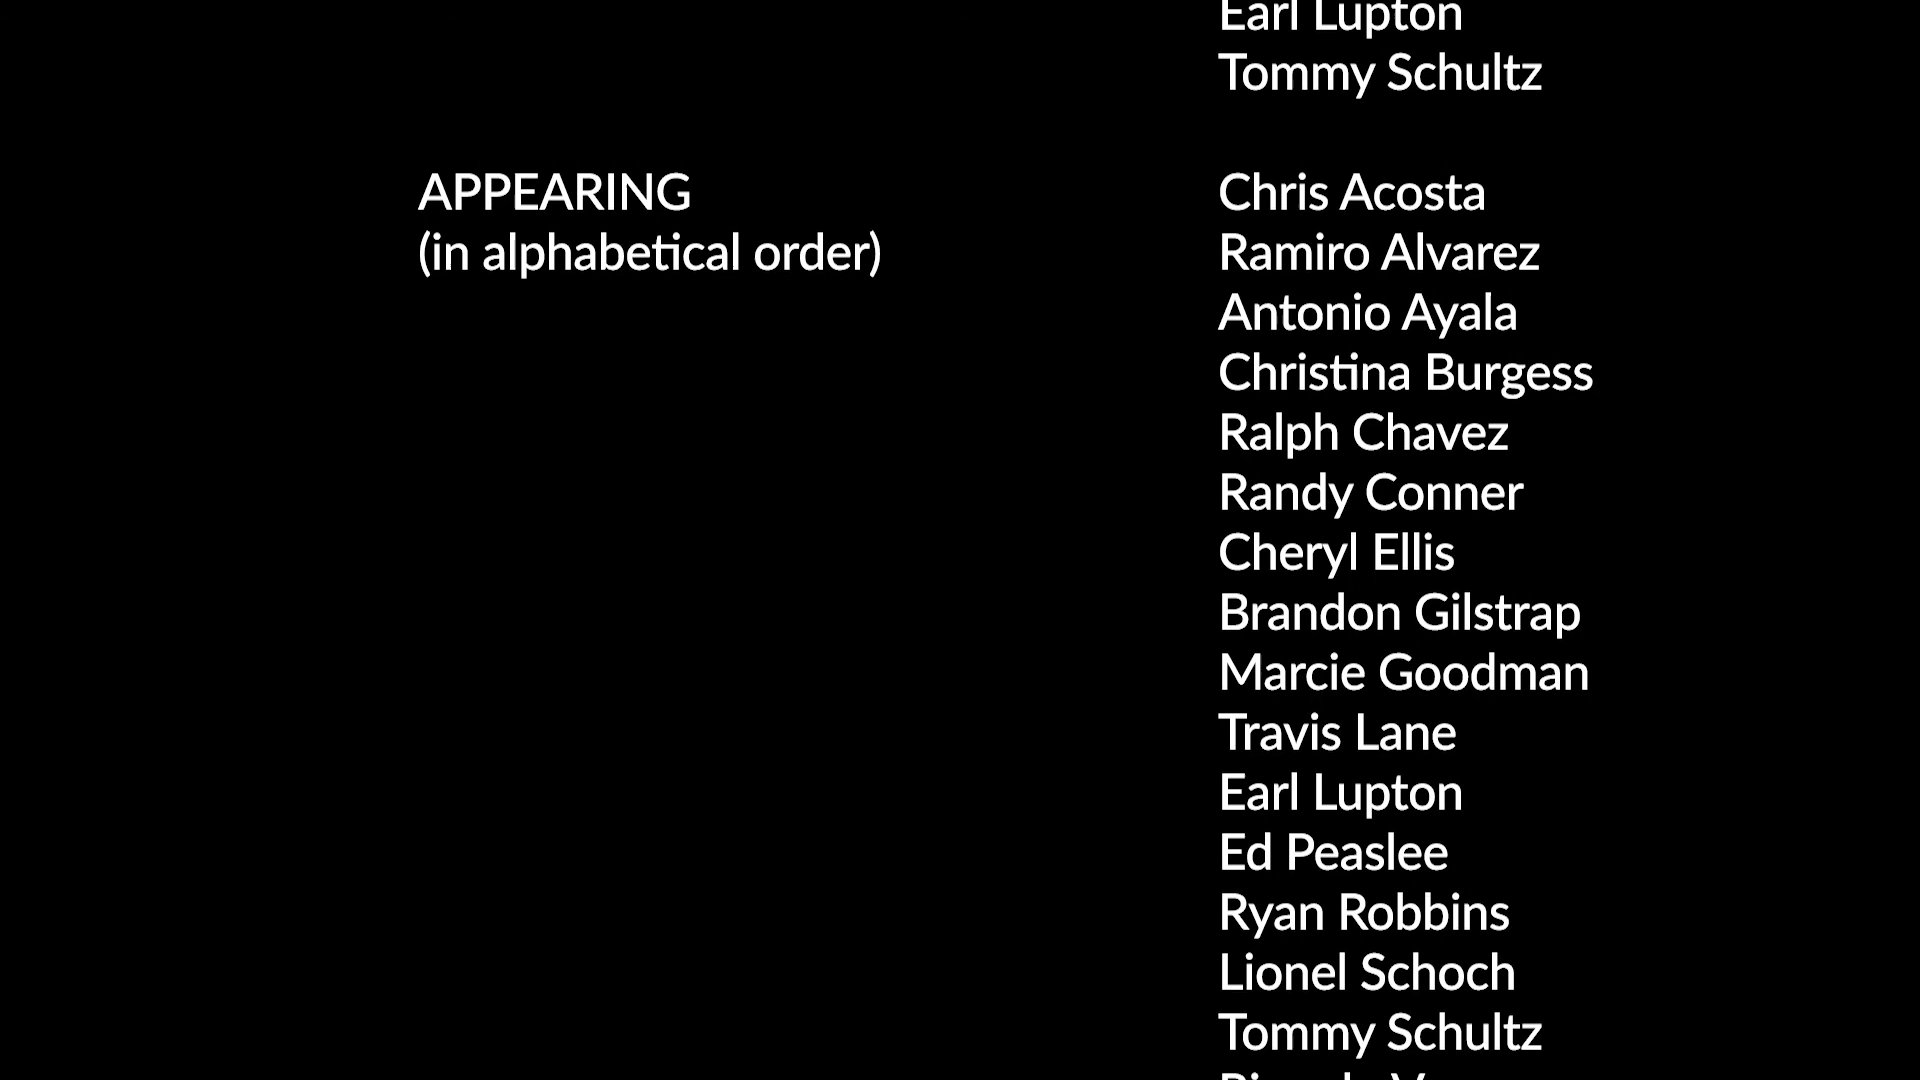 Earl Lupton
Tommy Schultz
APPEARING
(in alphabetical order)
Chris Acosta
Ramiro Alvarez
Antonio Ayala
Christina Burgess
Ralph Chavez
Randy Conner
Cheryl Ellis
Brandon Gilstrap
Marcie Goodman
Travis Lane
Earl Lupton
Ed Peaslee
Ryan Robbins
Lionel Schoch
Tommy Schultz